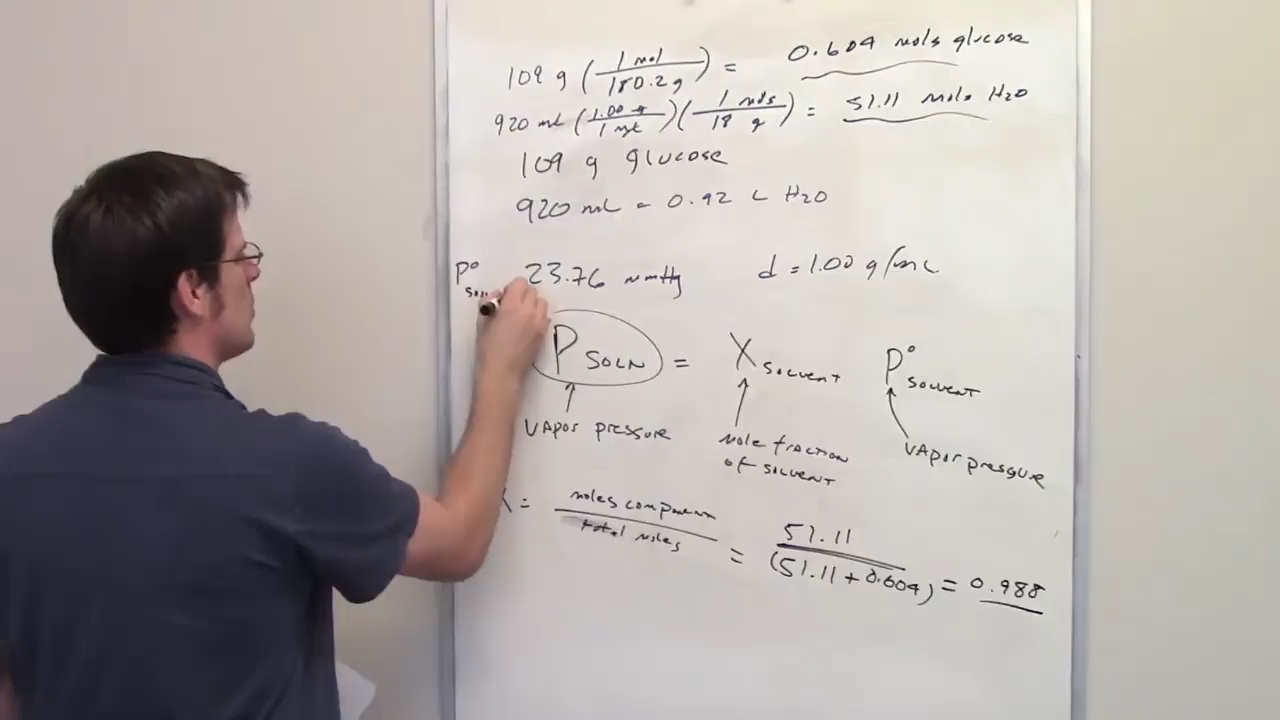 109 g (1 mol / 180.2 g) = 0.604 mols glucose
920 mL (1.00 g / 1 mL)(1 mols / 18 g) = 51.11 mols H2O
109 g glucose
920 mL = 0.92 L H2O
P° 23.76 mmHg d = 1.00 g/mL
P SOLN = X solvent P° solvent
VAPOR pressure
Mole fraction of solvent
VAPOR pressure
X = moles component / total moles = 51.11 / (51.11 + 0.604) = 0.988